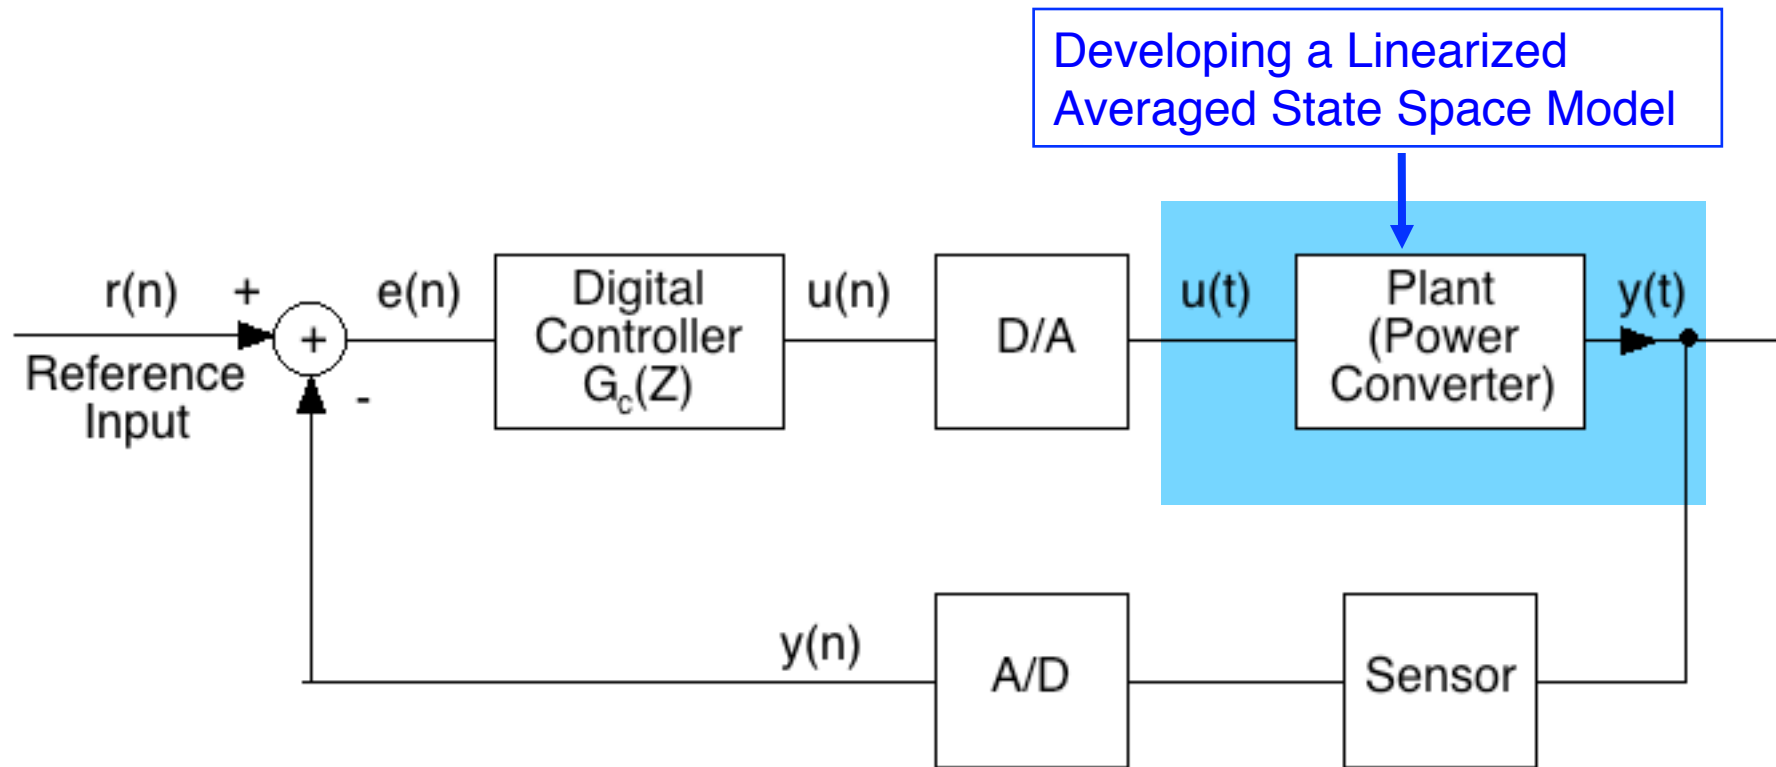 Developing a Linearized
Averaged State Space Model
r(n)
+
Reference
Input
+
-
e(n)
Digital
Controller
Gc(Z)
u(n)
D/A
u(t)
Plant
(Power
Converter)
y(t)
y(n)
A/D
Sensor